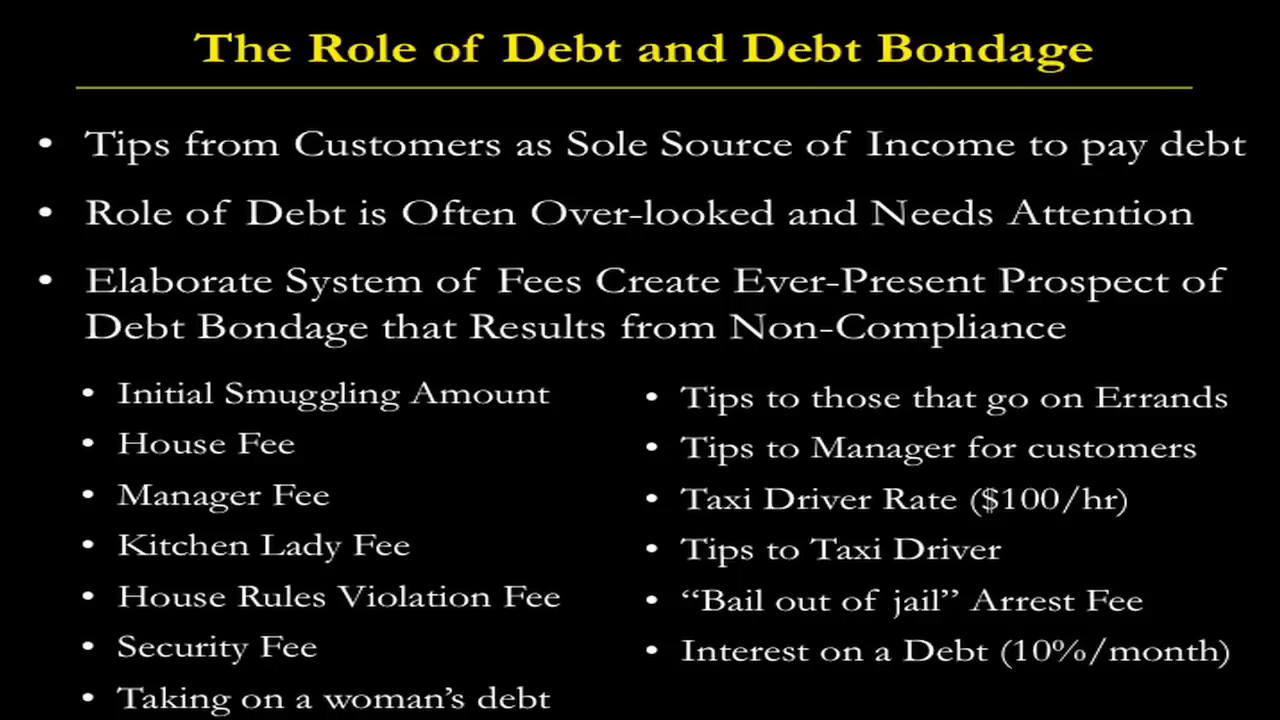 The Role of Debt and Debt Bondage
• Tips from Customers as Sole Source of Income to pay debt
• Role of Debt is Often Over-looked and Needs Attention
• Elaborate System of Fees Create Ever-Present Prospect of
Debt Bondage that Results from Non-Compliance
• Initial Smuggling Amount
• House Fee
• Manager Fee
• Kitchen Lady Fee
• House Rules Violation Fee
• Security Fee
• Taking on a woman’s debt
• Tips to those that go on Errands
• Tips to Manager for customers
• Taxi Driver Rate ($100/hr)
• Tips to Taxi Driver
• “Bail out of jail” Arrest Fee
• Interest on a Debt (10%/month)